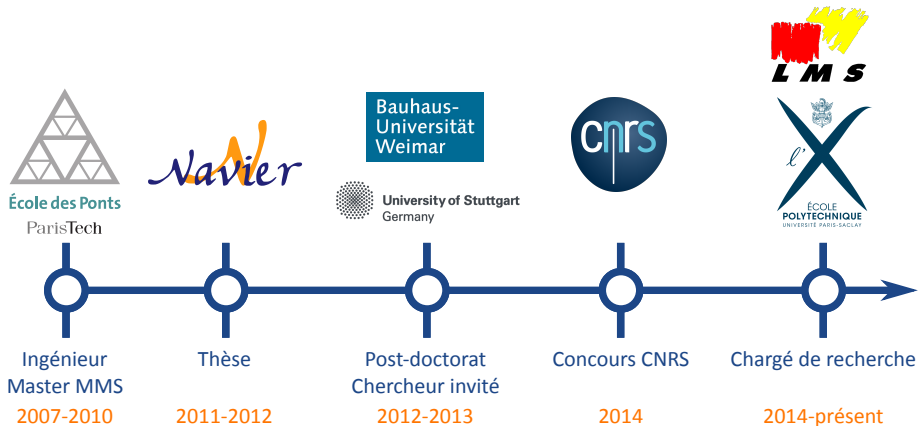 École des Ponts
ParisTech
Navier
Bauhaus-
Universität
Weimar
University of Stuttgart
Germany
cnrs
LMS
l'X
ÉCOLE
POLYTECHNIQUE
UNIVERSITÉ PARIS-SACLAY
Ingénieur
Master MMS
2007-2010
Thèse
2011-2012
Post-doctorat
Chercheur invité
2012-2013
Concours CNRS
2014
Chargé de recherche
2014-présent